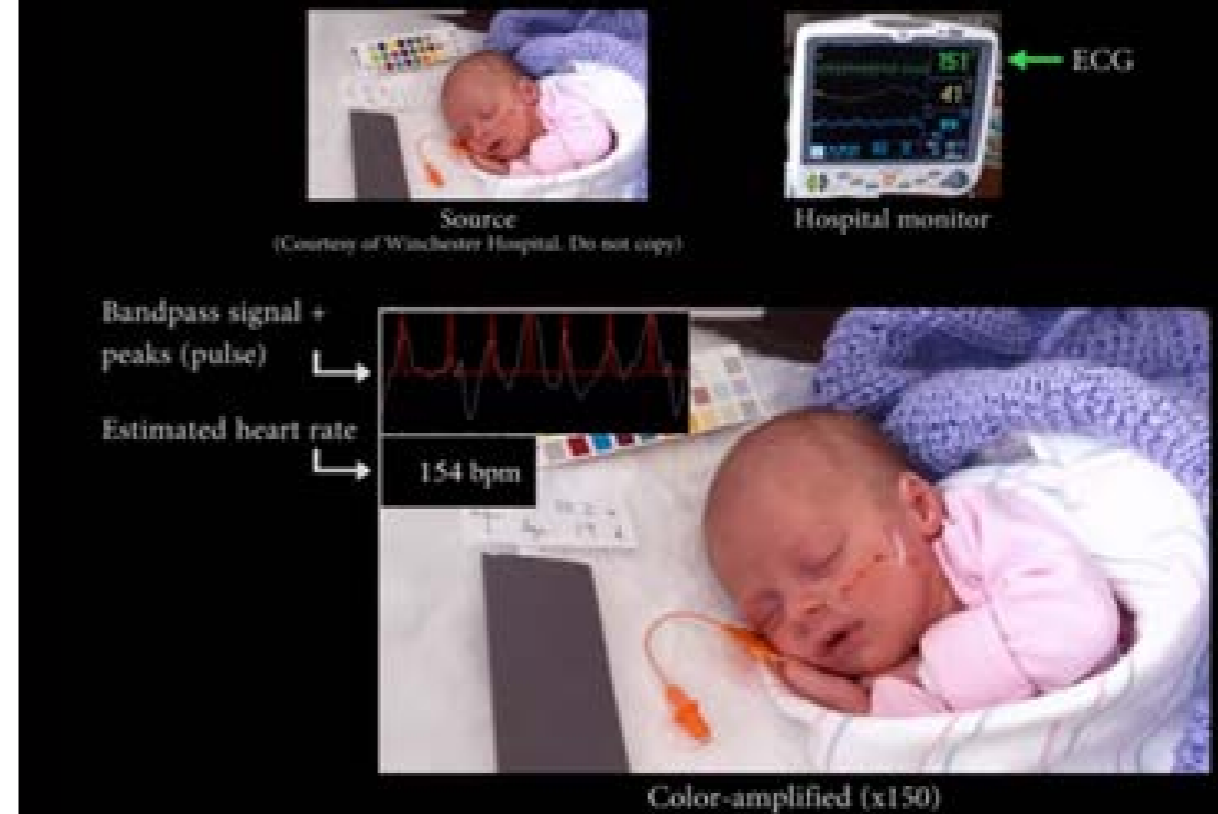 151
ECG
41
Source
Hospital monitor
(Courtesy of Winchester Hospital. Do not copy)
Bandpass signal +
peaks (pulse)
Estimated heart rate
154 bpm
Color-amplified (x150)